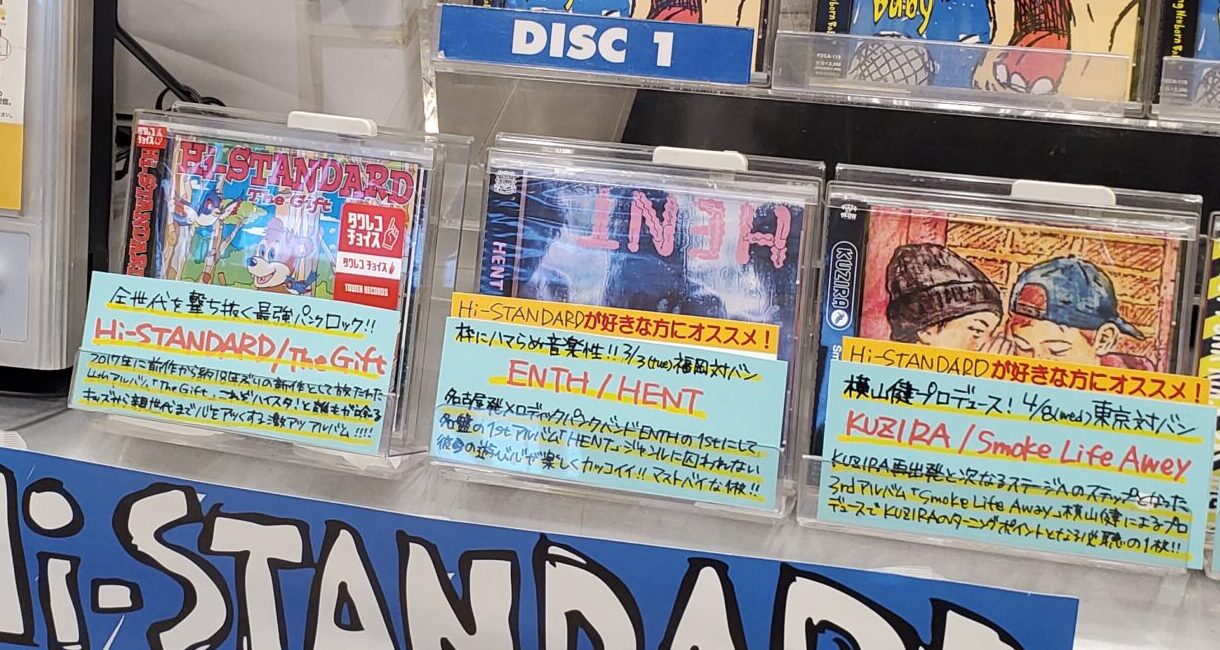 DISC 1
Baby
タワレコ
チョイス
Hi-STANDARD
Hi-STANDARD
The Gift
タワレコ
チョイス
タワレコ チョイス
TOWER RECORDS
全世代を撃ち抜く最強パンクロック!!
Hi-STANDARD/The Gift
2017年に前作から約18年ぶりの新作として放たれた
4thアルバム「The Gift」これぞハイスタ!と誰もが唸る
キッズから親世代まで心をアツくする激アツアルバム!!!!
HENT
HENT
Hi-STANDARDが好きな方にオススメ!
枠にハマらぬ音楽性!!3/3(tue)福岡対バン
ENTH/HENT
名古屋発メロディックパンクバンドENTHの1stにして
名盤の1stアルバム「HENT」ジャンルに囚われない
彼らの遊び心が楽しくカッコイイ!!マストバイな1枚!!
KUZIRA
Hi-STANDARDが好きな方にオススメ!
横山健プロデュース!4/8(wed)東京対バン
KUZIRA/Smoke Life Awey
KUZIRA再出発と次なるステージへのステップとなった
3rdアルバム「Smoke Life Away」横山健によるプロ
デュースでKUZIRAのターニングポイントとなる必聴の1枚!!
Hi-STANDARD